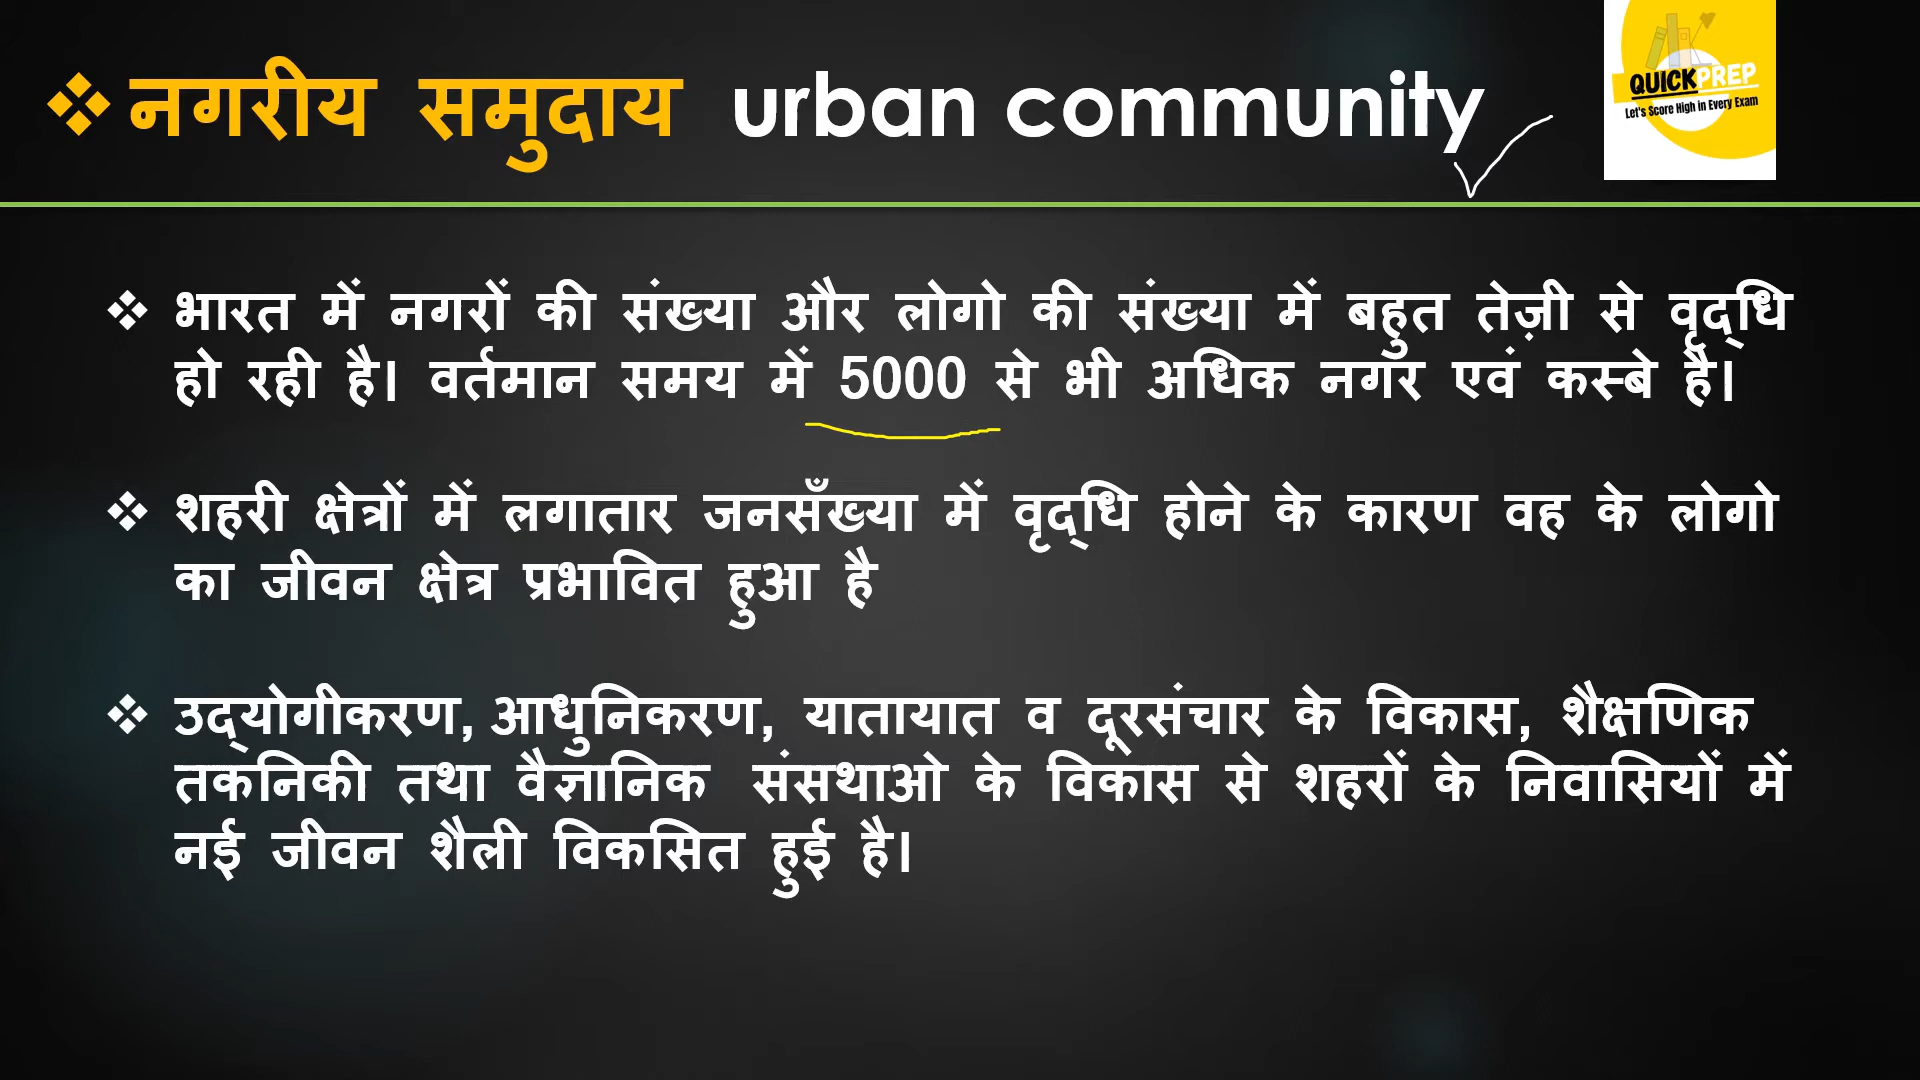 ❖ नगरीय समुदाय urban community
QUICKPREP
Let's Score High in Every Exam
❖ भारत में नगरों की संख्या और लोगो की संख्या में बहुत तेज़ी से वृद्धि
हो रही है। वर्तमान समय में 5000 से भी अधिक नगर एवं कस्बे है।
❖ शहरी क्षेत्रों में लगातार जनसँख्या में वृद्धि होने के कारण वह के लोगो
का जीवन क्षेत्र प्रभावित हुआ है
❖ उद्योगीकरण, आधुनिकरण, यातायात व दूरसंचार के विकास, शैक्षणिक
तकनिकी तथा वैज्ञानिक संसथाओ के विकास से शहरों के निवासियों में
नई जीवन शैली विकसित हुई है।